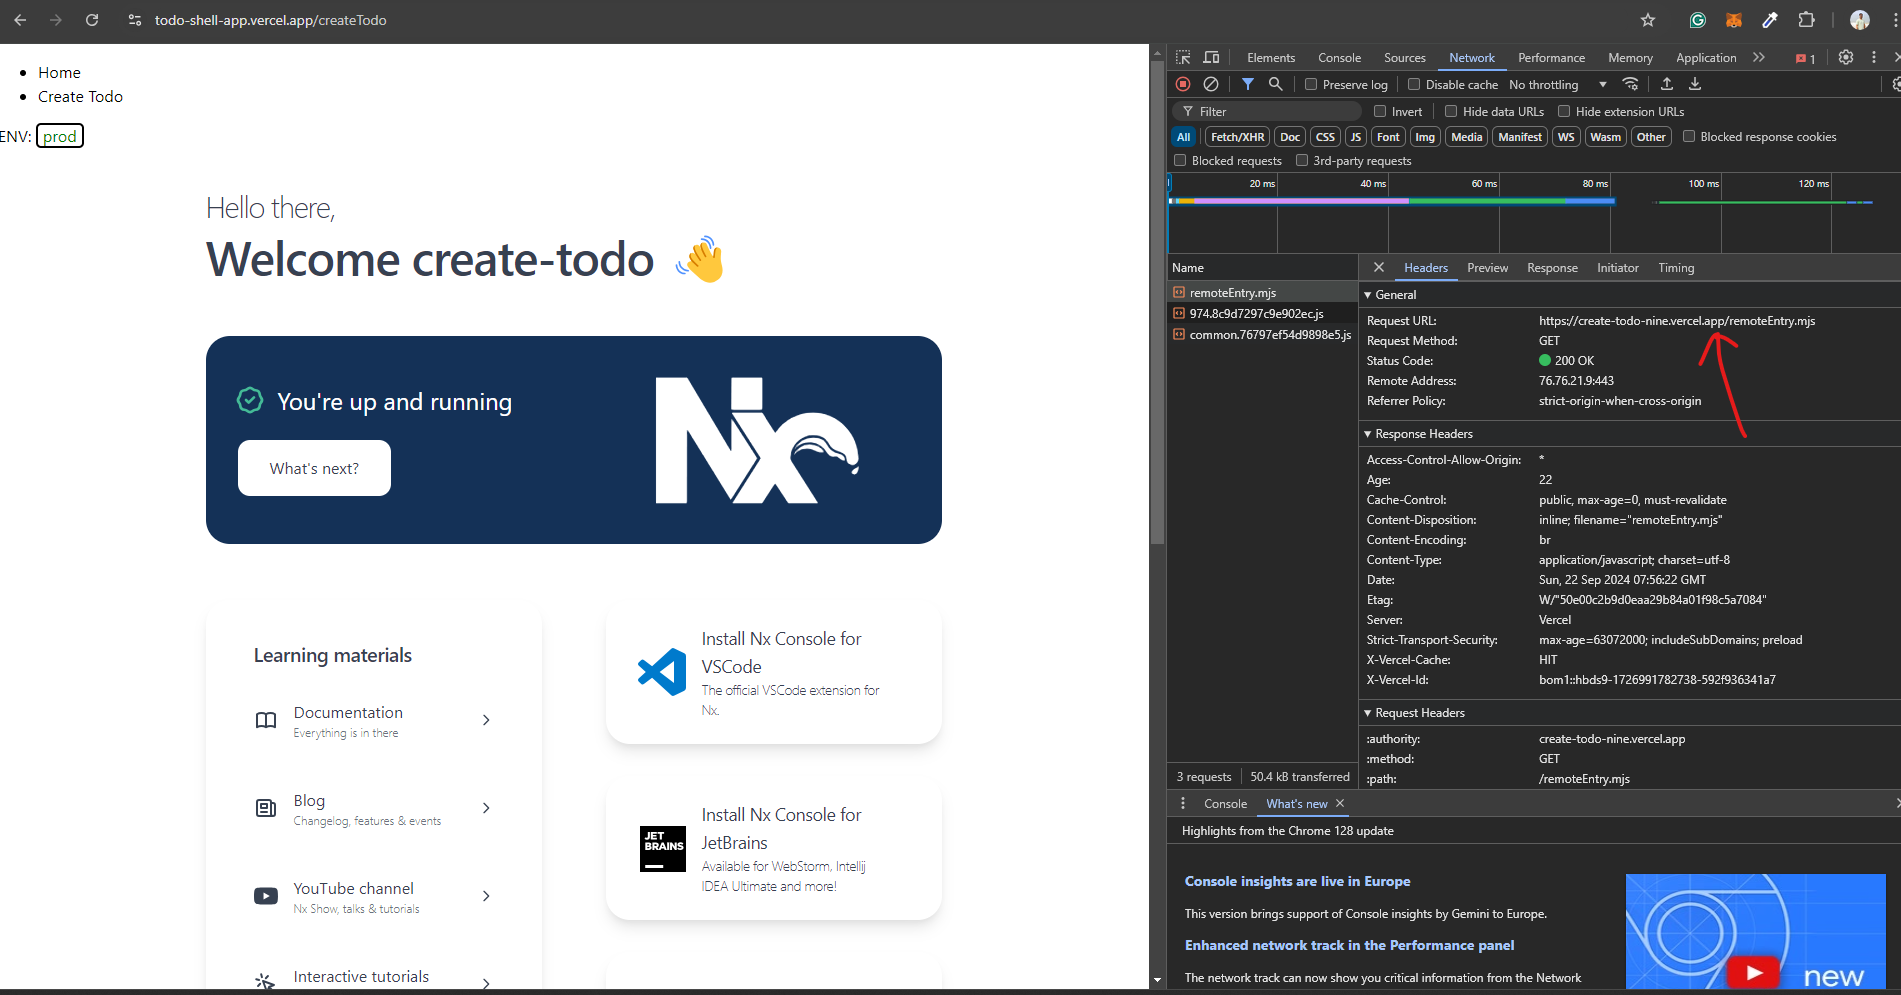 todo-shell-app.vercel.app/createTodo
Home
Create Todo
ENV: prod
Hello there,
Welcome create-todo
You're up and running
What's next?
Nx
Learning materials
Documentation
Everything is in there
Blog
Changelog, features & events
YouTube channel
Nx Show, talks & tutorials
Interactive tutorials
Install Nx Console for
VSCode
The official VSCode extension for
Nx.
JET
BRAINS
Install Nx Console for
JetBrains
Available for WebStorm, Intellij
IDEA Ultimate and more!
Elements Console Sources Network Performance Memory Application 1
Preserve log Disable cache No throttling
Filter Invert Hide data URLs Hide extension URLs
All Fetch/XHR Doc CSS JS Font Img Media Manifest WS Wasm Other Blocked response cookies
Blocked requests 3rd-party requests
20 ms 40 ms 60 ms 80 ms 100 ms 120 ms
Name
remoteEntry.mjs
974.8c9d7297c9e902ec.js
common.76797ef54d9898e5.js
3 requests 50.4 kB transferred
Headers Preview Response Initiator Timing
General
Request URL: https://create-todo-nine.vercel.app/remoteEntry.mjs
Request Method: GET
Status Code: 200 OK
Remote Address: 76.76.21.9:443
Referrer Policy: strict-origin-when-cross-origin
Response Headers
Access-Control-Allow-Origin: *
Age: 22
Cache-Control: public, max-age=0, must-revalidate
Content-Disposition: inline; filename="remoteEntry.mjs"
Content-Encoding: br
Content-Type: application/javascript; charset=utf-8
Date: Sun, 22 Sep 2024 07:56:22 GMT
Etag: W/"50e00c2b9d0eaa29b84a01f98c5a7084"
Server: Vercel
Strict-Transport-Security: max-age=63072000; includeSubDomains; preload
X-Vercel-Cache: HIT
X-Vercel-Id: bom1::hbds9-1726991782738-592f936341a7
Request Headers
:authority: create-todo-nine.vercel.app
:method: GET
:path: /remoteEntry.mjs
Console What's new
Highlights from the Chrome 128 update
Console insights are live in Europe
This version brings support of Console insights by Gemini to Europe.
Enhanced network track in the Performance panel
The network track can now show you critical information from the Network
new